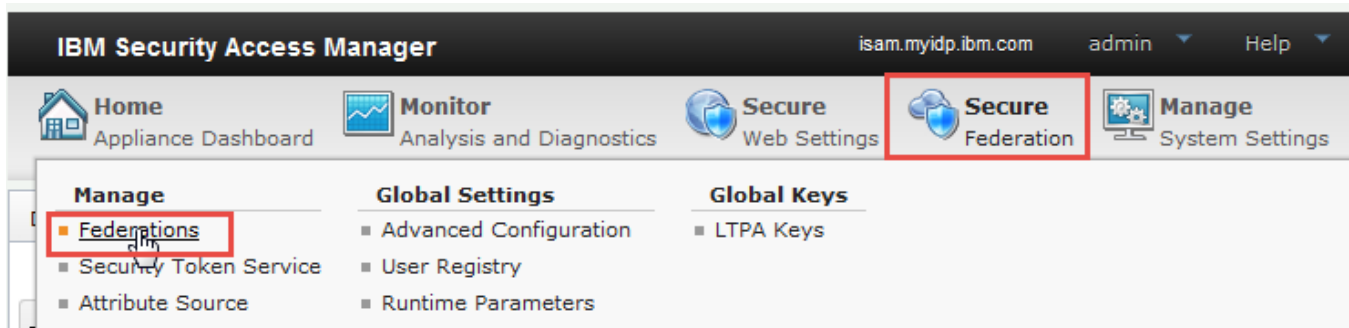 IBM Security Access Manager isam.myidp.ibm.com admin Help
Home Monitor Secure Secure Manage
Appliance Dashboard Analysis and Diagnostics Web Settings Federation System Settings
Manage Global Settings Global Keys
Federations Advanced Configuration LTPA Keys
Security Token Service User Registry
Attribute Source Runtime Parameters